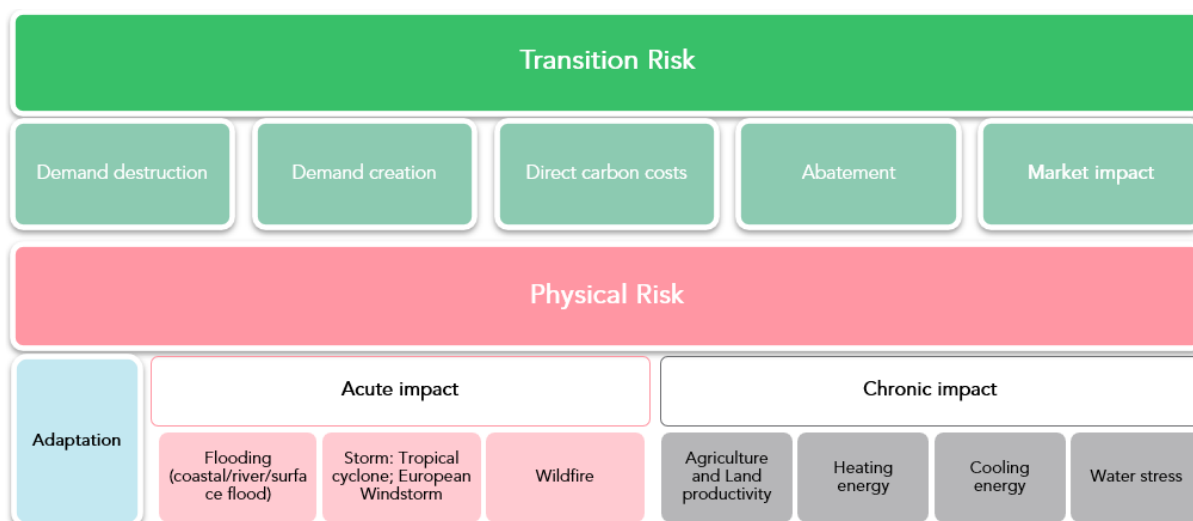 Transition Risk
Demand destruction
Demand creation
Direct carbon costs
Abatement
Market impact
Physical Risk
Adaptation
Acute impact
Flooding
(coastal/river/surfa
ce flood)
Storm: Tropical
cyclone; European
Windstorm
Wildfire
Chronic impact
Agriculture
and Land
productivity
Heating
energy
Cooling
energy
Water stress